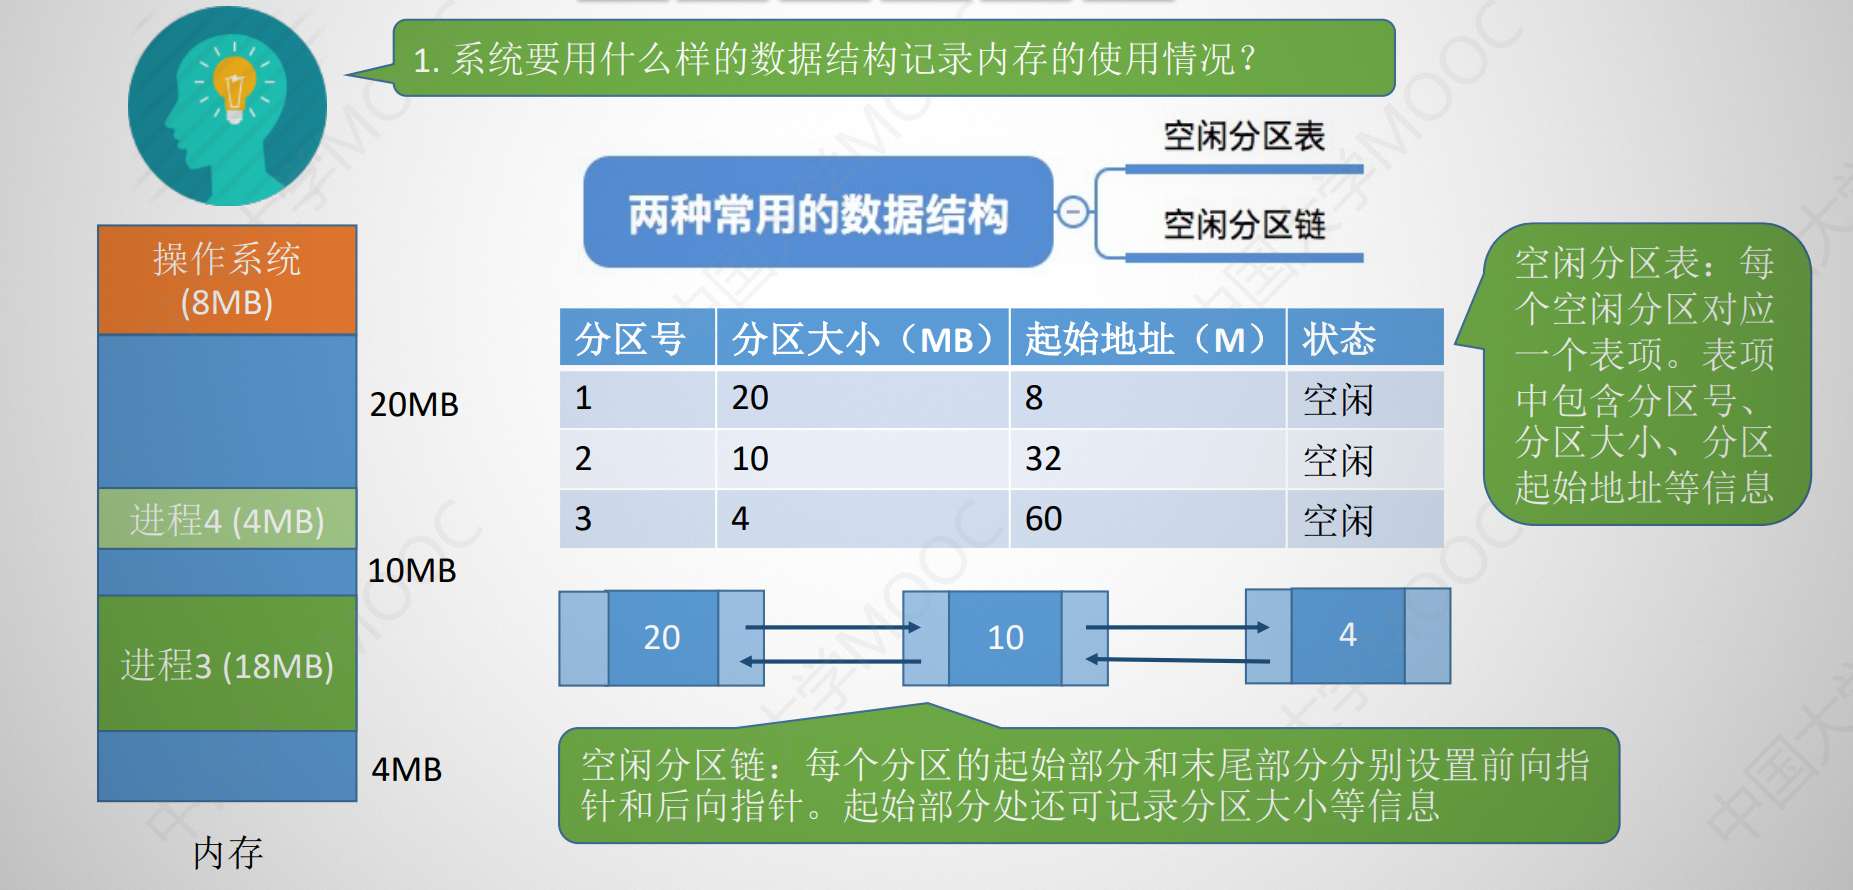 1. 系统要用什么样的数据结构记录内存的使用情况？
两种常用的数据结构
空闲分区表
空闲分区链
操作系统
(8MB)
20MB
进程4 (4MB)
10MB
进程3 (18MB)
4MB
内存
分区号 分区大小（MB） 起始地址（M） 状态
1 20 8 空闲
2 10 32 空闲
3 4 60 空闲
空闲分区表：每
个空闲分区对应
一个表项。表项
中包含分区号、
分区大小、分区
起始地址等信息
20 10 4
空闲分区链：每个分区的起始部分和末尾部分分别设置前向指
针和后向指针。起始部分处还可记录分区大小等信息
中国大学MOOC